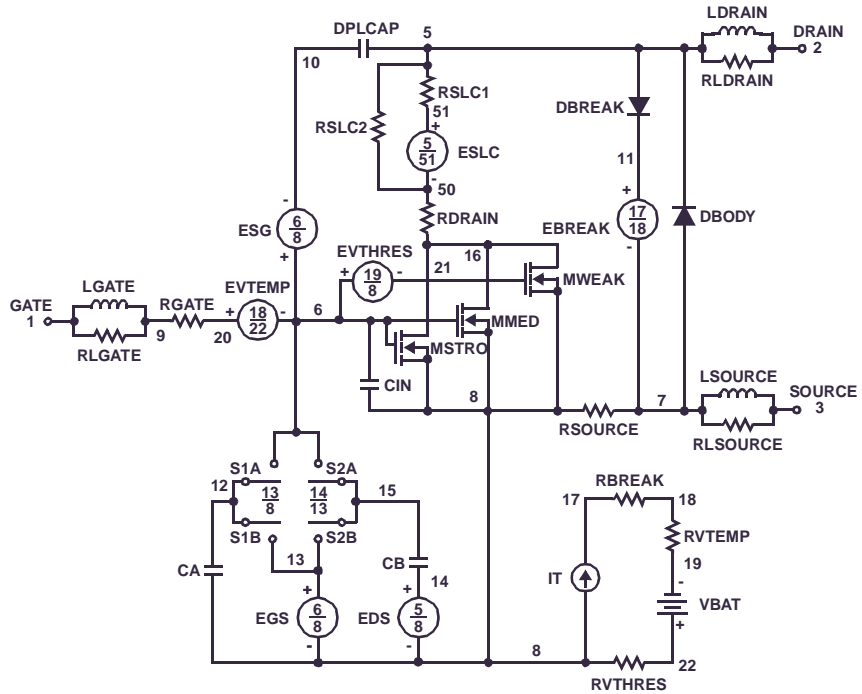 LDRAIN
DPLCAP 5 DRAIN
10 2
RLDRAIN
RSLC1
51
DBREAK
RSLC2
+
5
51
ESLC
-
11
50
-
+
17
18
RDRAIN
DBODY
6
8
ESG
EBREAK
EVTHRES
16
-
+
+
19
8
-
21
MWEAK
LGATE
EVTEMP
GATE
RGATE
+
18
22
-
6
1
MMED
9
20
MSTRO
RLGATE
LSOURCE
CIN
8
7
SOURCE
3
RSOURCE
RLSOURCE
S1A S2A
12
13
8
14
13
15
RBREAK
17 18
S1B S2B
RVTEMP
13
CB
19
CA
IT
-
14
+
6
8
+
5
8
VBAT
EGS
EDS
+
-
-
8
22
RVTHRES